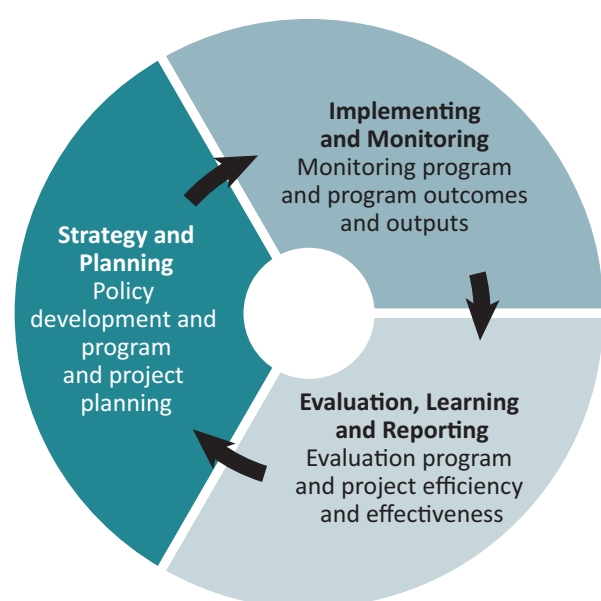 Implementing
and Monitoring
Monitoring program
and program outcomes
and outputs
Strategy and
Planning
Policy
development and
program
and project
planning
Evaluation, Learning
and Reporting
Evaluation program
and project efficiency
and effectiveness